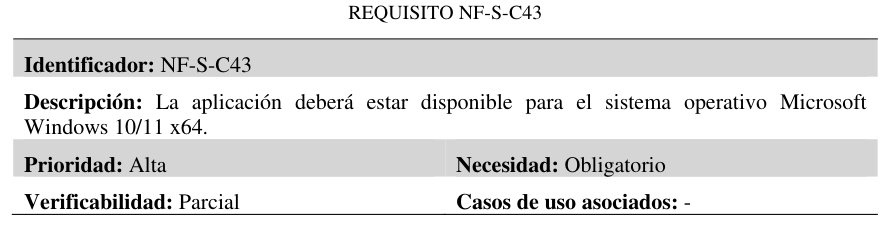 REQUISITO NF-S-C43
Identificador: NF-S-C43
Descripción: La aplicación deberá estar disponible para el sistema operativo Microsoft
Windows 10/11 x64.
Prioridad: Alta Necesidad: Obligatorio
Verificabilidad: Parcial Casos de uso asociados: -